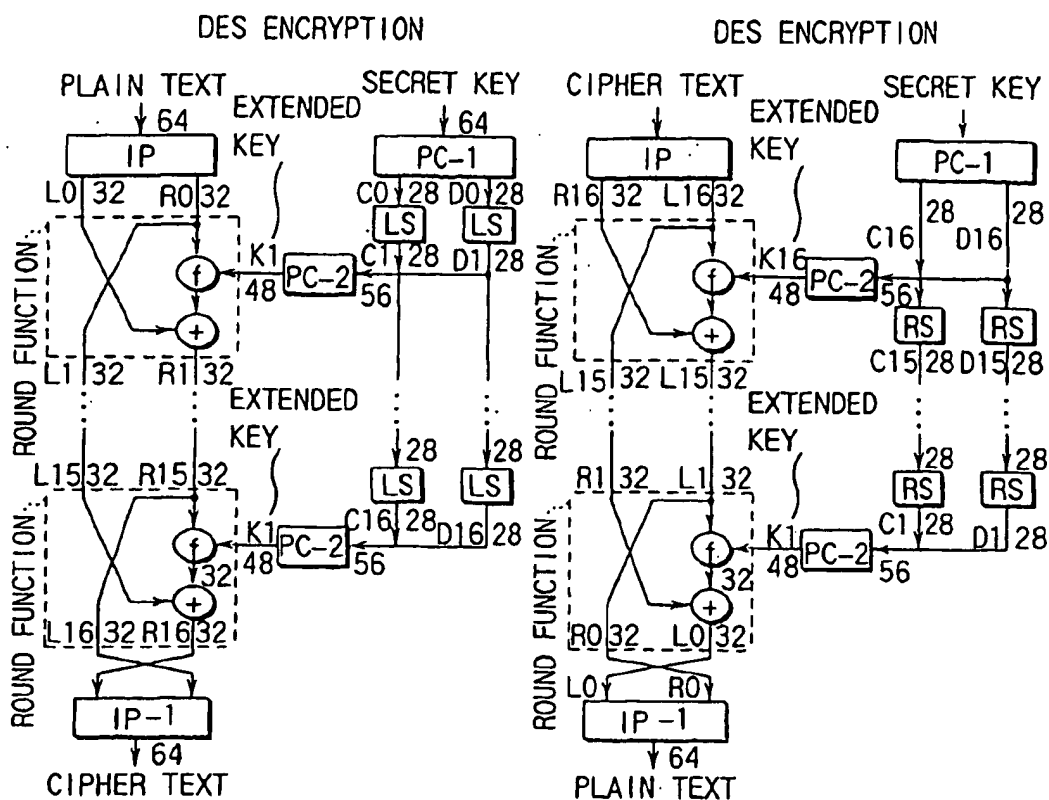 DES ENCRYPTION
PLAIN TEXT
SECRET KEY
64
EXTENDED
KEY
64
IP
PC-1
L0 32
R0 32
C0 28
D0 28
LS
LS
ROUND FUNCTION
f
K1
48
PC-2
56
C1 28
D1 28
+
L1 32
R1 32
EXTENDED
KEY
28
28
LS
LS
L15 32
R15 32
ROUND FUNCTION
f
K1
48
PC-2
56
C16 28
D16 28
32
+
L16 32
R16 32
IP-1
64
CIPHER TEXT
DES ENCRYPTION
CIPHER TEXT
SECRET KEY
EXTENDED
KEY
IP
PC-1
R16 32
L16 32
28
28
C16
D16
ROUND FUNCTION
f
K16
48
PC-2
56
RS
RS
+
C15 28
D15 28
L15 32
L15 32
EXTENDED
KEY
28
28
RS
RS
R1 32
L1 32
ROUND FUNCTION
f
K1
48
PC-2
56
C1 28
D1 28
32
+
R0 32
L0 32
L0
R0
IP-1
64
PLAIN TEXT